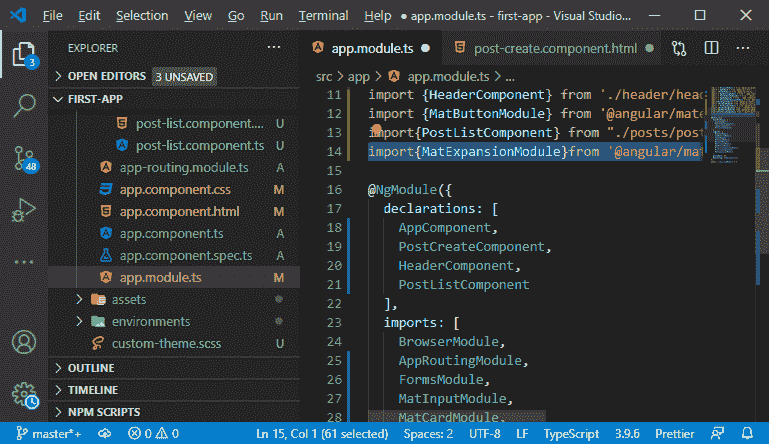 File Edit Selection View Go Run Terminal Help ● app.module.ts - first-app - Visual Studio...
EXPLORER ...
OPEN EDITORS 3 UNSAVED
FIRST-APP
post-list.component.... U
post-list.component.ts U
app-routing.module.ts A
app.component.css M
app.component.html M
app.component.ts A
app.component.spec.ts A
app.module.ts M
assets
environments
custom-theme.scss U
OUTLINE
TIMELINE
NPM SCRIPTS
3
48
app.module.ts ● post-create.component.html ● ...
src > app > app.module.ts > ...
11 import {HeaderComponent} from './header/head
12 import {MatButtonModule} from '@angular/mate
13 import{PostListComponent} from "./posts/post
14 import{MatExpansionModule}from '@angular/mat
15
16 @NgModule({
17 declarations: [
18 AppComponent,
19 PostCreateComponent,
20 HeaderComponent,
21 PostListComponent
22 ],
23 imports: [
24 BrowserModule,
25 AppRoutingModule,
26 FormsModule,
27 MatInputModule,
28 MatCardModule,
master*+ 0 0 Ln 15, Col 1 (61 selected) Spaces: 2 UTF-8 LF TypeScript 3.9.6 Prettier